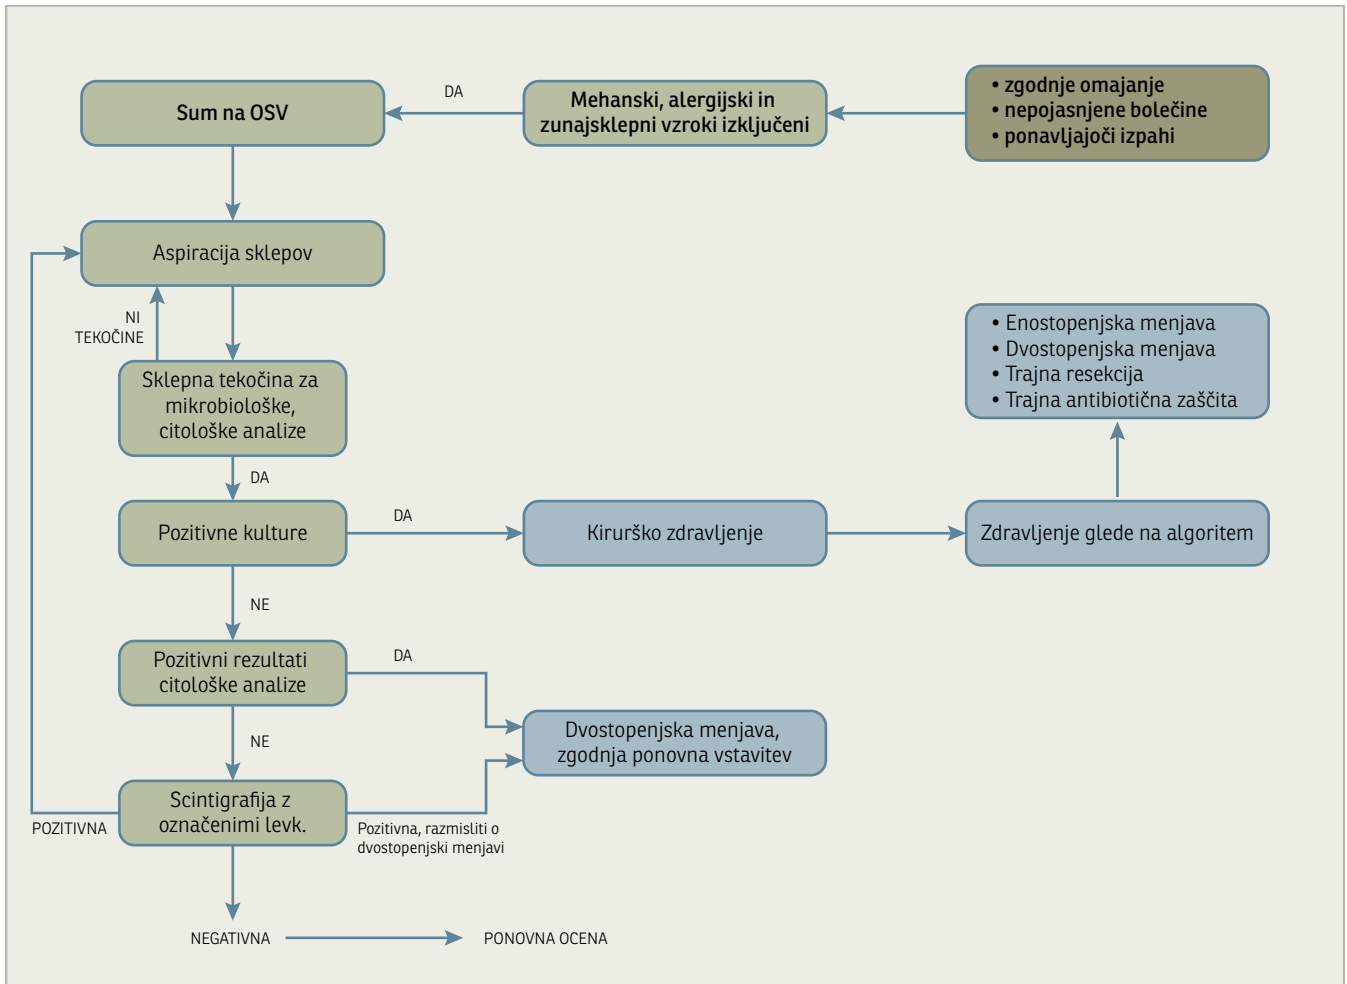 Sum na OSV
DA
Mehanski, alergijski in
zunajsklepni vzroki izključeni
• zgodnje omajanje
• nepojasnjene bolečine
• ponavljajoči izpahi
Aspiracija sklepov
NI
TEKOČINE
Sklepna tekočina za
mikrobiološke,
citološke analize
• Enostopenjska menjava
• Dvostopenjska menjava
• Trajna resekcija
• Trajna antibiotična zaščita
DA
Pozitivne kulture
DA
Kirurško zdravljenje
Zdravljenje glede na algoritem
NE
Pozitivni rezultati
citološke analize
DA
NE
Dvostopenjska menjava,
zgodnja ponovna vstavitev
Scintigrafija z
označenimi levk.
POZITIVNA
Pozitivna, razmisliti o
dvostopenjski menjavi
NEGATIVNA
PONOVNA OCENA